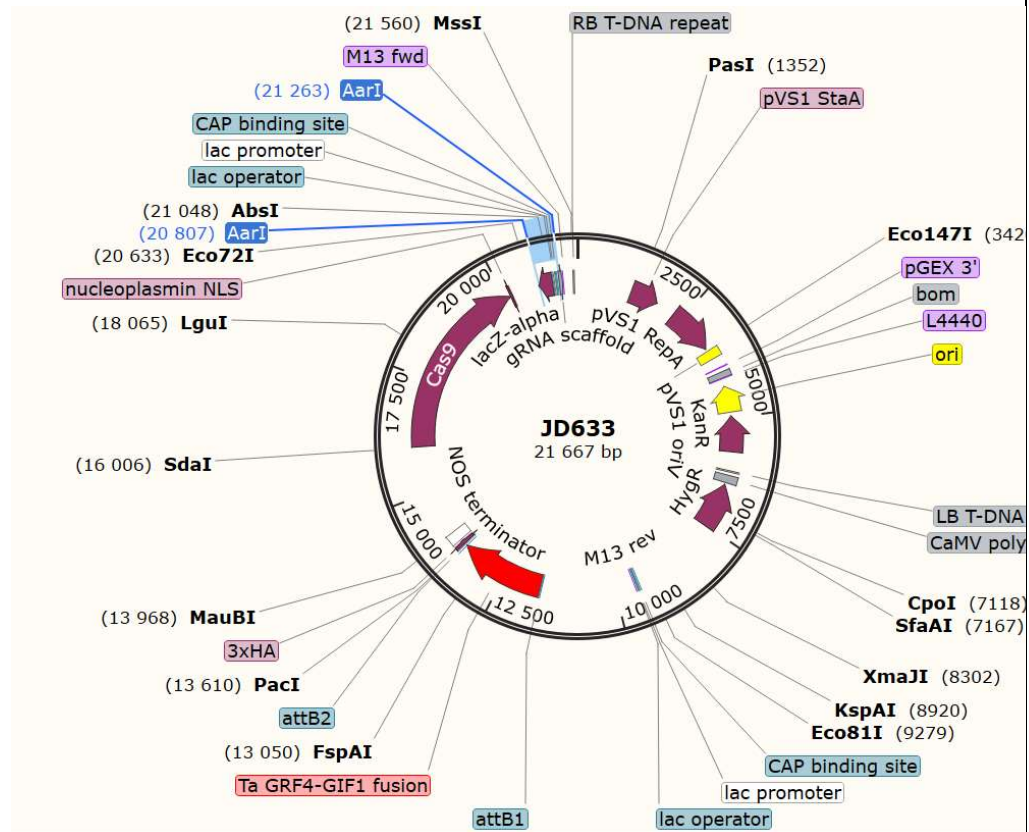 (21 560) MssI
RB T-DNA repeat
M13 fwd
(21 263) AarI
CAP binding site
lac promoter
lac operator
(21 048) AbsI
(20 807) AarI
(20 633) Eco72I
nucleoplasmin NLS
(18 065) LguI
(16 006) SdaI
(13 968) MauBI
3xHA
(13 610) PacI
attB2
(13 050) FspAI
Ta GRF4-GIF1 fusion
attB1
PasI (1352)
pVS1 StaA
Eco147I (342
pGEX 3'
bom
L4440
ori
LB T-DNA
CaMV poly
CpoI (7118)
SfaAI (7167)
XmaJI (8302)
KspAI (8920)
Eco81I (9279)
CAP binding site
lac promoter
lac operator
2500
5000
7500
10 000
12 500
15 000
17 500
20 000
Cas9
lacZ-alpha
gRNA scaffold
pVS1 RepA
pVS1 oriV
KanR
HygR
M13 rev
NOS terminator
JD633
21 667 bp